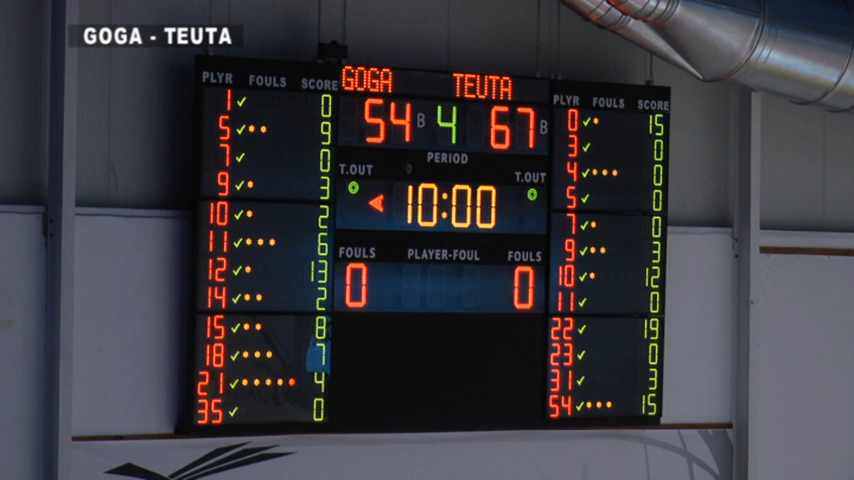 GOGA - TEUTA
PLYR FOULS SCORE GOGA TEUTA PLYR FOULS SCORE
54 B 4 67 B
PERIOD
T.OUT T.OUT
0 0
10:00
FOULS PLAYER-FOUL FOULS
0 0
1 ✓ 0
5 ✓ 9
7 ✓ 0
9 ✓ 3
10 ✓ 2
11 ✓ 6
12 ✓ 13
14 ✓ 2
15 ✓ 8
18 ✓ 7
21 ✓ 4
35 ✓ 0
0 ✓ 15
3 ✓ 0
4 ✓ 0
5 ✓ 0
7 ✓ 0
9 ✓ 3
10 ✓ 12
11 ✓ 0
22 ✓ 19
23 ✓ 0
31 ✓ 3
54 ✓ 15